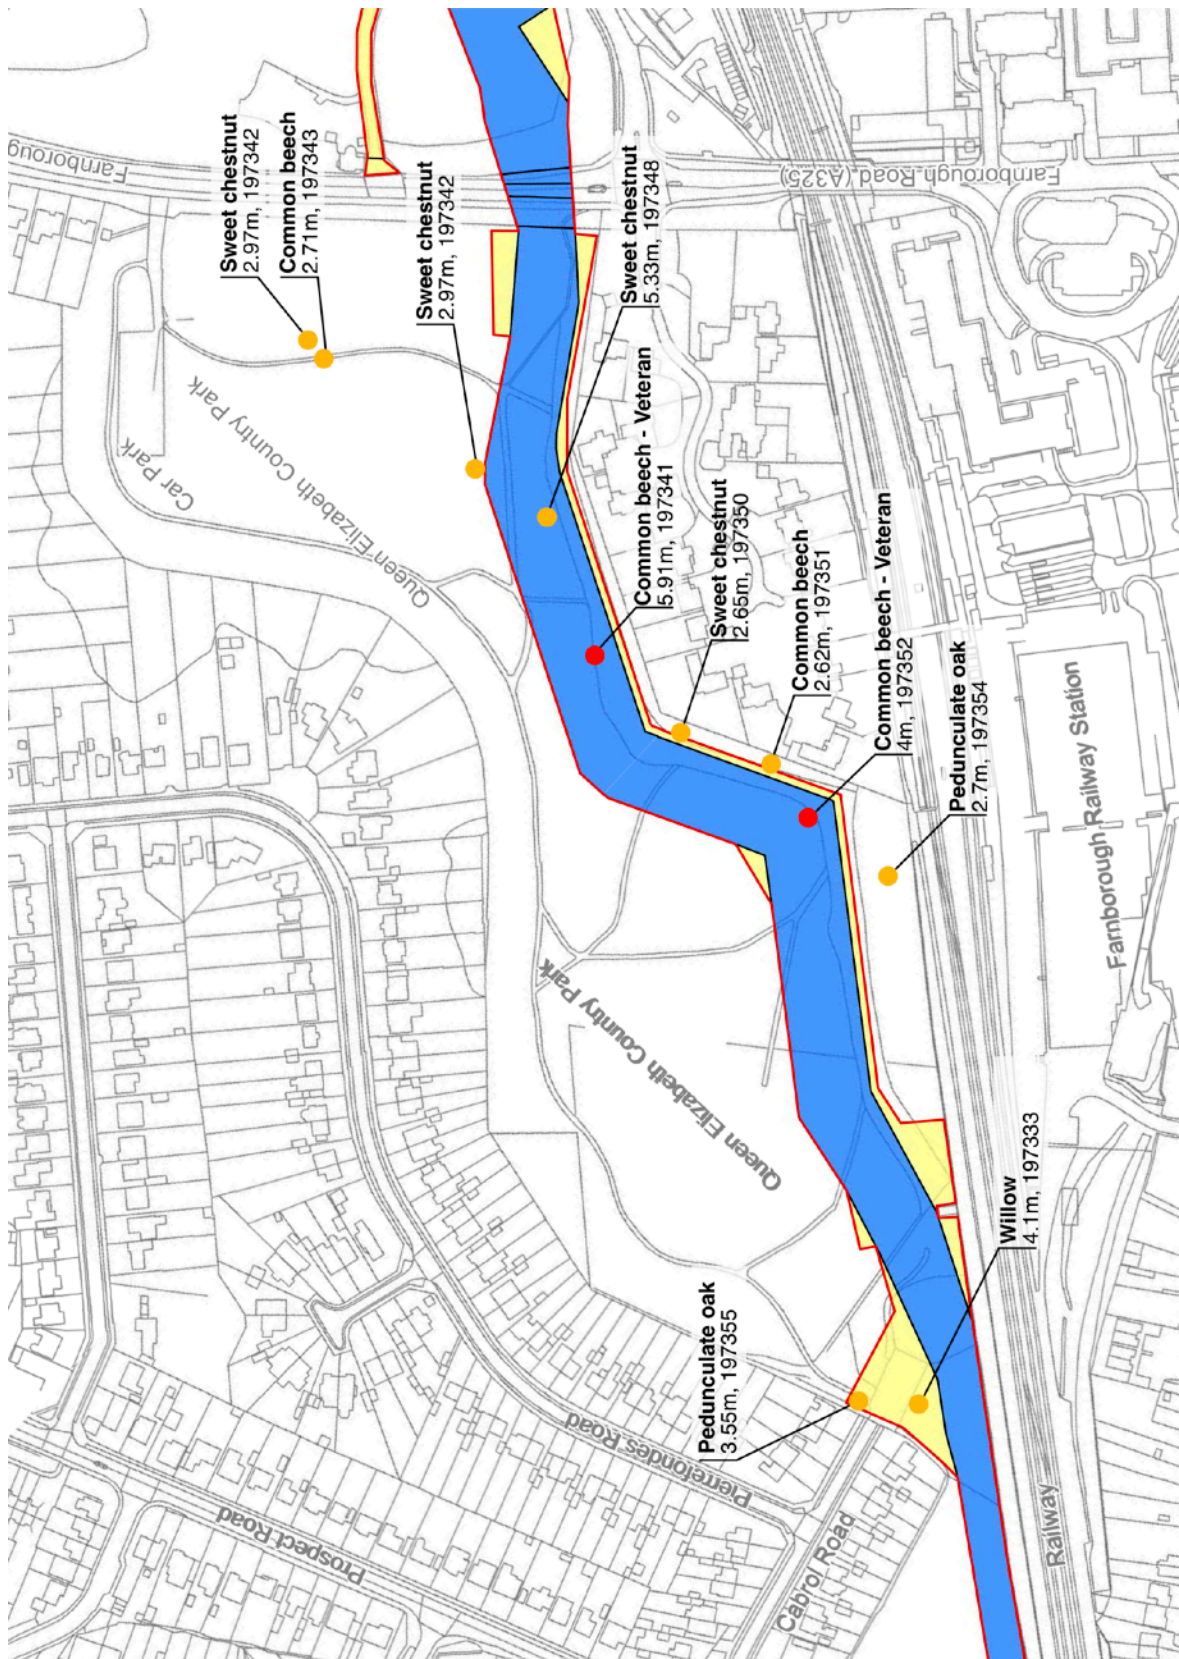 Farnboroug
Sweet chestnut
2.97m, 197342
Common beech
2.71m, 197343
Sweet chestnut
2.97m, 197342
Sweet chestnut
5.33m, 197348
Farnborough Road (A325)
Car Park
Queen Elizabeth Country Park
Common beech - Veteran
5.91m, 197341
Sweet chestnut
2.65m, 197350
Common beech
2.62m, 197351
Common beech - Veteran
4m, 197352
Pedunculate oak
2.7m, 197354
Farnborough Railway Station
Queen Elizabeth Country Park
Willow
4.1m, 197333
Pedunculate oak
3.55m, 197355
Pierrefondes Road
Prospect Road
Cabrol Road
Railway